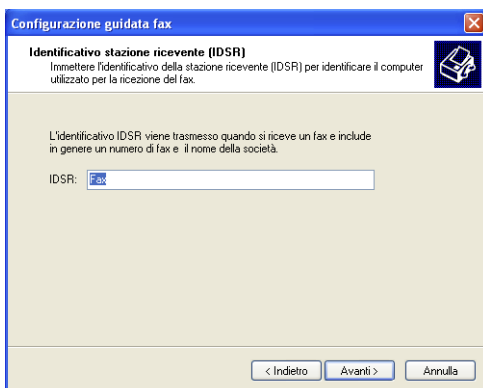 Configurazione guidata fax
Identificativo stazione ricevente (IDSR)
Immettere l'identificativo della stazione ricevente (IDSR) per identificare il computer
utilizzato per la ricezione del fax.
L'identificativo IDSR viene trasmesso quando si riceve un fax e include
in genere un numero di fax e il nome della società.
IDSR: Fax
< Indietro Avanti > Annulla